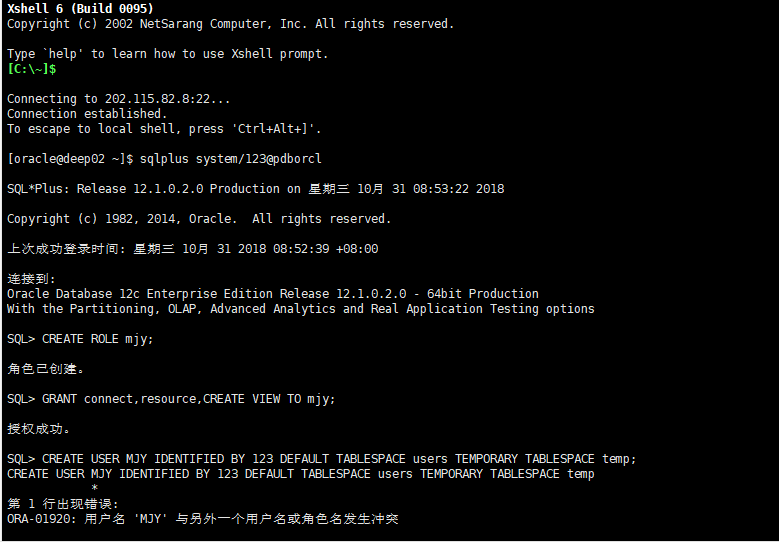 Xshell 6 (Build 0095)
Copyright (c) 2002 NetSarang Computer, Inc. All rights reserved.
Type `help' to learn how to use Xshell prompt.
[C:\~]$
Connecting to 202.115.82.8:22...
Connection established.
To escape to local shell, press 'Ctrl+Alt+]'.
[oracle@deep02 ~]$ sqlplus system/123@pdborcl
SQL*Plus: Release 12.1.0.2.0 Production on 星期三 10月 31 08:53:22 2018
Copyright (c) 1982, 2014, Oracle.  All rights reserved.
上次成功登录时间: 星期三 10月 31 2018 08:52:39 +08:00
连接到:
Oracle Database 12c Enterprise Edition Release 12.1.0.2.0 - 64bit Production
With the Partitioning, OLAP, Advanced Analytics and Real Application Testing options
SQL> CREATE ROLE mjy;
角色已创建。
SQL> GRANT connect,resource,CREATE VIEW TO mjy;
授权成功。
SQL> CREATE USER MJY IDENTIFIED BY 123 DEFAULT TABLESPACE users TEMPORARY TABLESPACE temp;
CREATE USER MJY IDENTIFIED BY 123 DEFAULT TABLESPACE users TEMPORARY TABLESPACE temp
*
第 1 行出现错误:
ORA-01920: 用户名 'MJY' 与另外一个用户名或角色名发生冲突